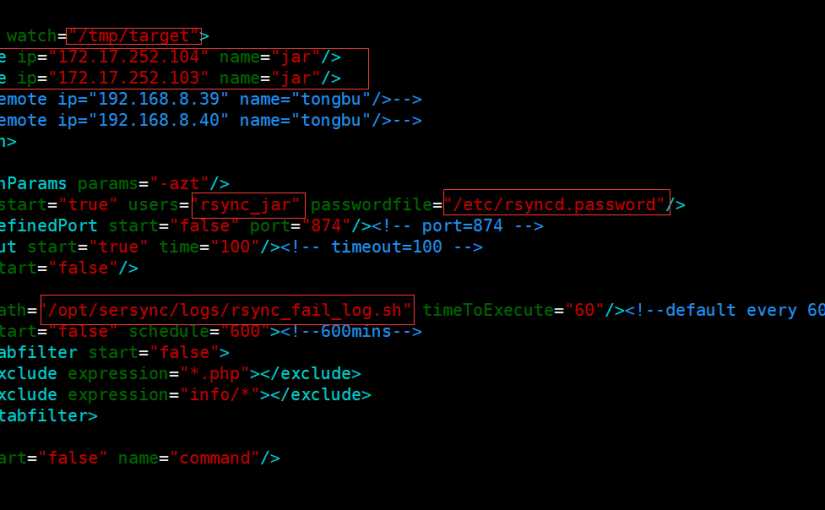 watch="/tmp/target">
e ip="172.17.252.104" name="jar"/>
e ip="172.17.252.103" name="jar"/>
emote ip="192.168.8.39" name="tongbu"/>-->
emote ip="192.168.8.40" name="tongbu"/>-->
n>
nParams params="-azt"/>
start="true" users="rsync_jar" passwordfile="/etc/rsyncd.password"/>
efinedPort start="false" port="874"/><!-- port=874 -->
ut start="true" time="100"/><!-- timeout=100 -->
tart="false"/>
ath="/opt/sersync/logs/rsync_fail_log.sh" timeToExecute="60"/><!--default every 60
tart="false" schedule="600"><!--600mins-->
abfilter start="false">
xclude expression="*.php"></exclude>
xclude expression="info/*"></exclude>
tabfilter>
art="false" name="command"/>